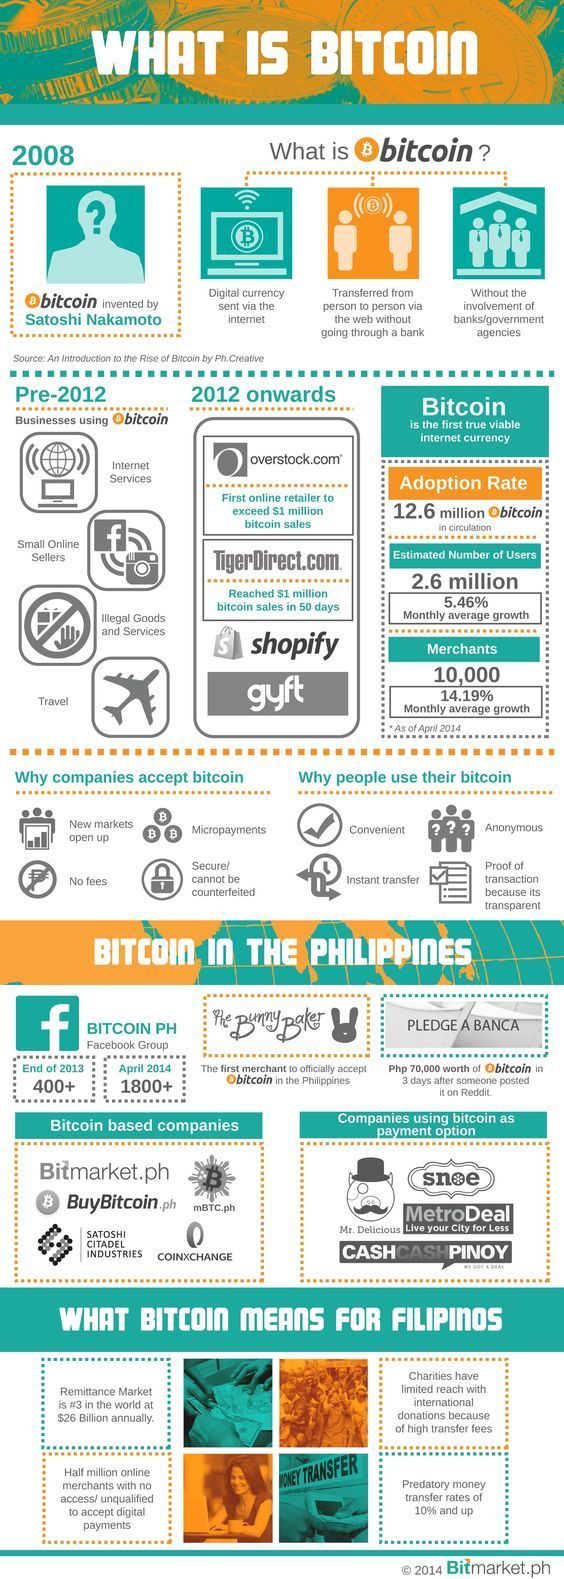 WHAT IS BITCOIN
2008
bitcoin invented by
Satoshi Nakamoto
What is bitcoin ?
Digital currency
sent via the
internet
Transferred from
person to person via
the web without
going through a bank
Without the
involvement of
banks/government
agencies
Source: An Introduction to the Rise of Bitcoin by Ph.Creative
Pre-2012
Businesses using bitcoin
Internet
Services
Small Online
Sellers
Illegal Goods
and Services
Travel
2012 onwards
overstock.com
First online retailer to
exceed $1 million
bitcoin sales
TigerDirect.com
Reached $1 million
bitcoin sales in 50 days
shopify
gyft
Bitcoin
is the first true viable
internet currency
Adoption Rate
12.6 million bitcoin
in circulation
Estimated Number of Users
2.6 million
5.46%
Monthly average growth
Merchants
10,000
14.19%
Monthly average growth
* As of April 2014
Why companies accept bitcoin
New markets
open up
Micropayments
No fees
Secure/
cannot be
counterfeited
Why people use their bitcoin
Convenient
Anonymous
Instant transfer
Proof of
transaction
because its
transparent
BITCOIN IN THE PHILIPPINES
BITCOIN PH
Facebook Group
End of 2013
400+
April 2014
1800+
The Bunny Baker
The first merchant to officially accept
bitcoin in the Philippines
PLEDGE A BANCA
Php 70,000 worth of bitcoin in
3 days after someone posted
it on Reddit.
Bitcoin based companies
Bitmarket.ph
BuyBitcoin.ph
mBTC.ph
SATOSHI
CITADEL
INDUSTRIES
COINXCHANGE
Companies using bitcoin as
payment option
Mr. Delicious
snoe
MetroDeal
Live your City for Less
CASHCASHPINOY
WE GOT A DEAL
WHAT BITCOIN MEANS FOR FILIPINOS
Remittance Market
is #3 in the world at
$26 Billion annually.
Charities have
limited reach with
international
donations because
of high transfer fees
Half million online
merchants with no
access/ unqualified
to accept digital
payments
MONEY TRANSFER
Predatory money
transfer rates of
10% and up
© 2014 Bitmarket.ph